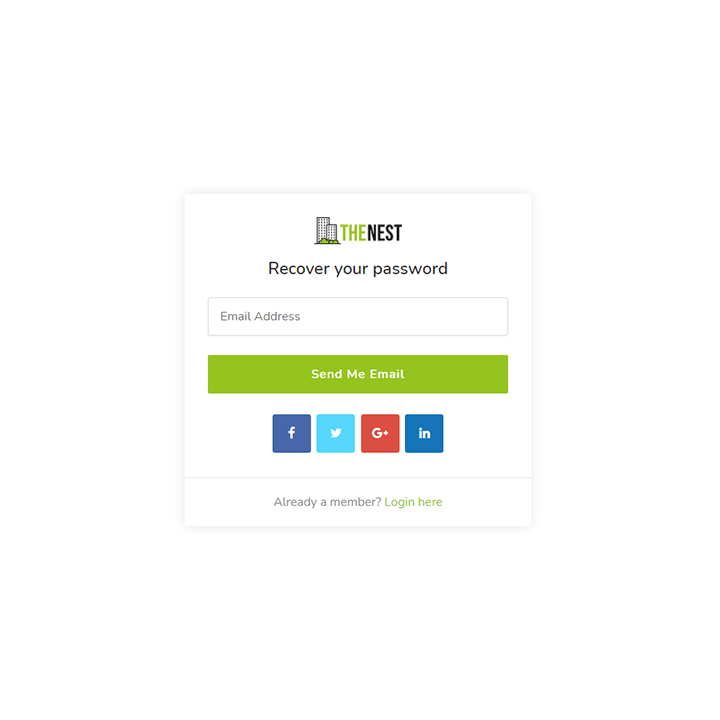 THENEST
Recover your password
Email Address
Send Me Email
f G+ in
Already a member? Login here